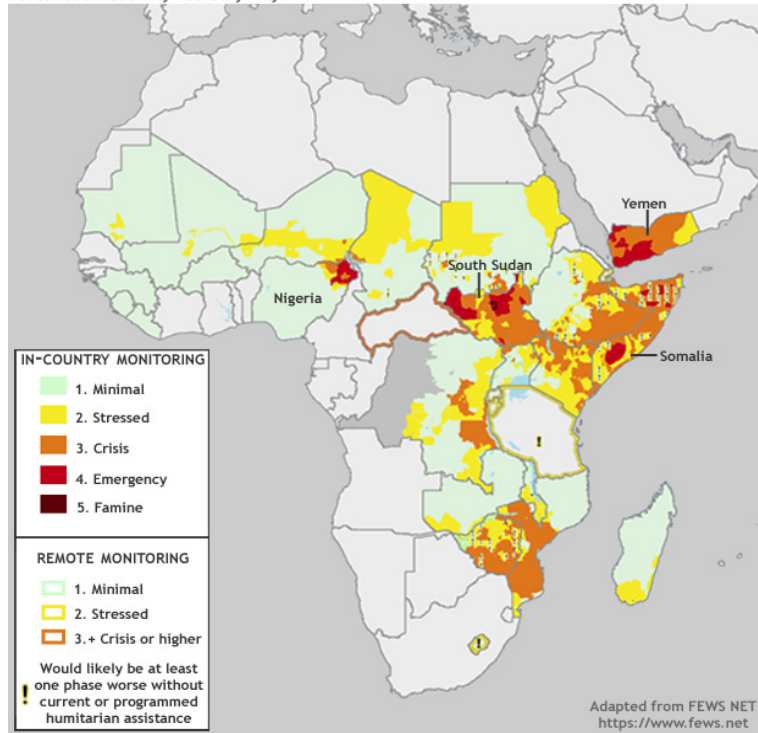 Yemen
South Sudan
Nigeria
Somalia
!
!
IN-COUNTRY MONITORING
1. Minimal
2. Stressed
3. Crisis
4. Emergency
5. Famine
REMOTE MONITORING
1. Minimal
2. Stressed
3.+ Crisis or higher
Would likely be at least
! one phase worse without
current or programmed
humitarian assistance
Adapted from FEWS NET
https://www.fews.net